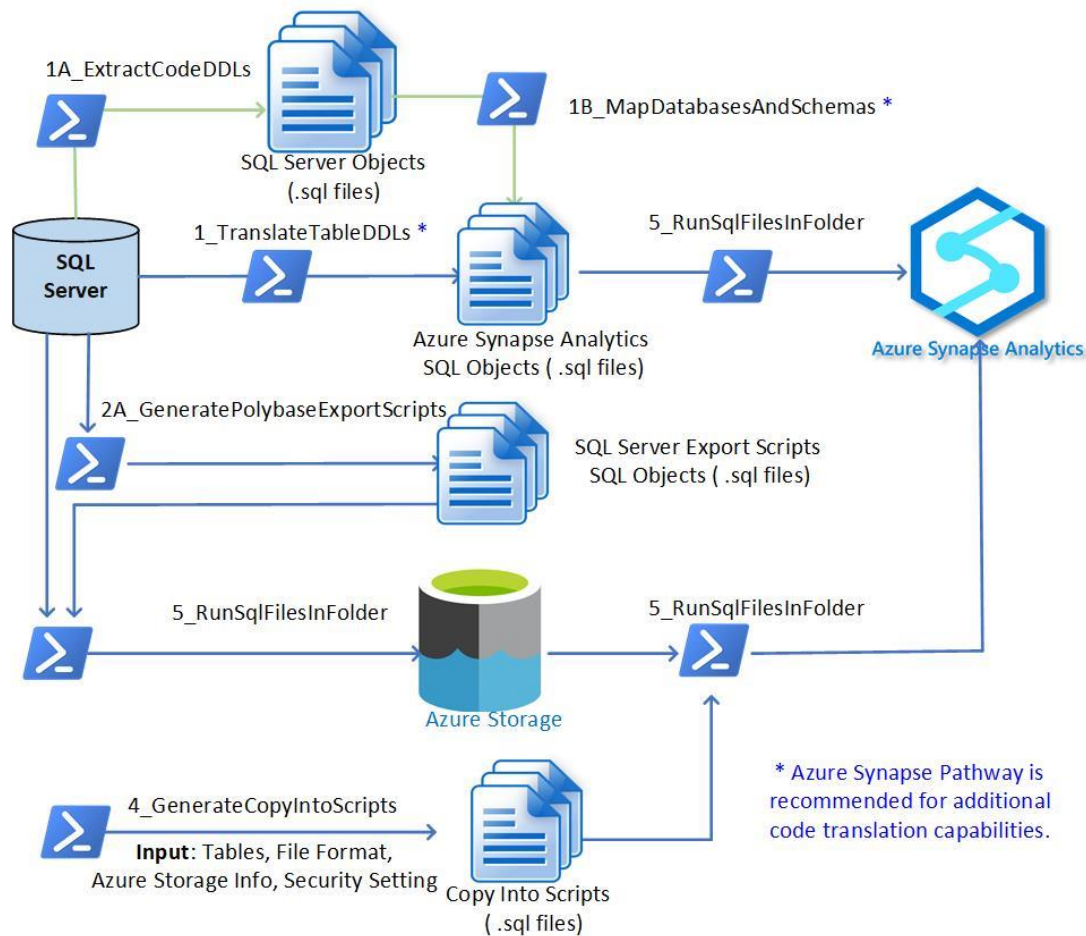 1A_ExtractCodeDDLs
1B_MapDatabasesAndSchemas *
SQL Server Objects
(.sql files)
SQL
Server
1_TranslateTableDDLs *
5_RunSqlFilesInFolder
Azure Synapse Analytics
SQL Objects ( .sql files)
Azure Synapse Analytics
2A_GeneratePolybaseExportScripts
SQL Server Export Scripts
SQL Objects ( .sql files)
5_RunSqlFilesInFolder
5_RunSqlFilesInFolder
Azure Storage
4_GenerateCopyIntoScripts
Input: Tables, File Format,
Azure Storage Info, Security Setting
Copy Into Scripts
( .sql files)
* Azure Synapse Pathway is
recommended for additional
code translation capabilities.